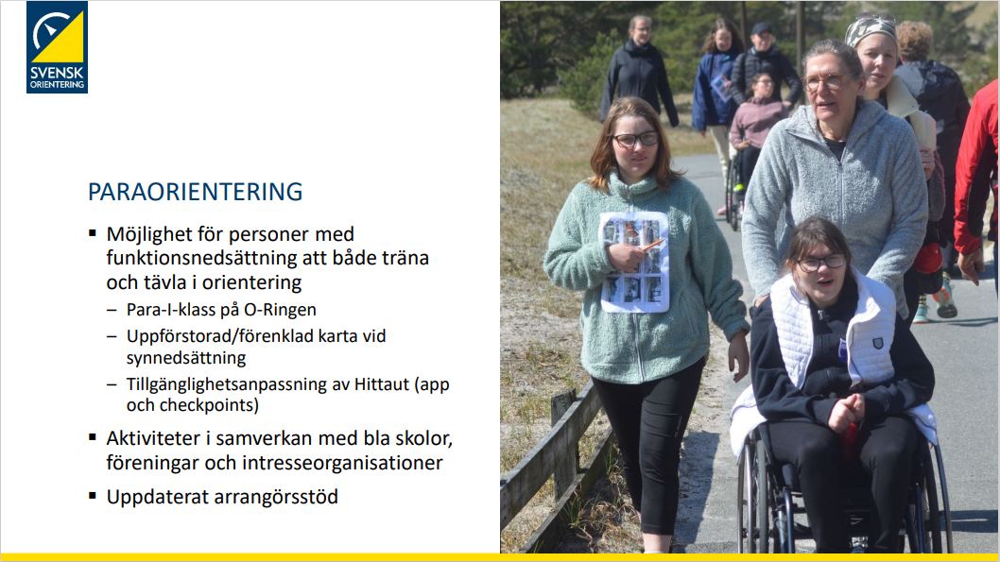 SVENSK
ORIENTERING
PARAORIENTERING
▪ Möjlighet för personer med
funktionsnedsättning att både träna
och tävla i orientering
– Para-I-klass på O-Ringen
– Uppförstorad/förenklad karta vid
synnedsättning
– Tillgänglighetsanpassning av Hittaut (app
och checkpoints)
▪ Aktiviteter i samverkan med bla skolor,
föreningar och intresseorganisationer
▪ Uppdaterat arrangörsstöd